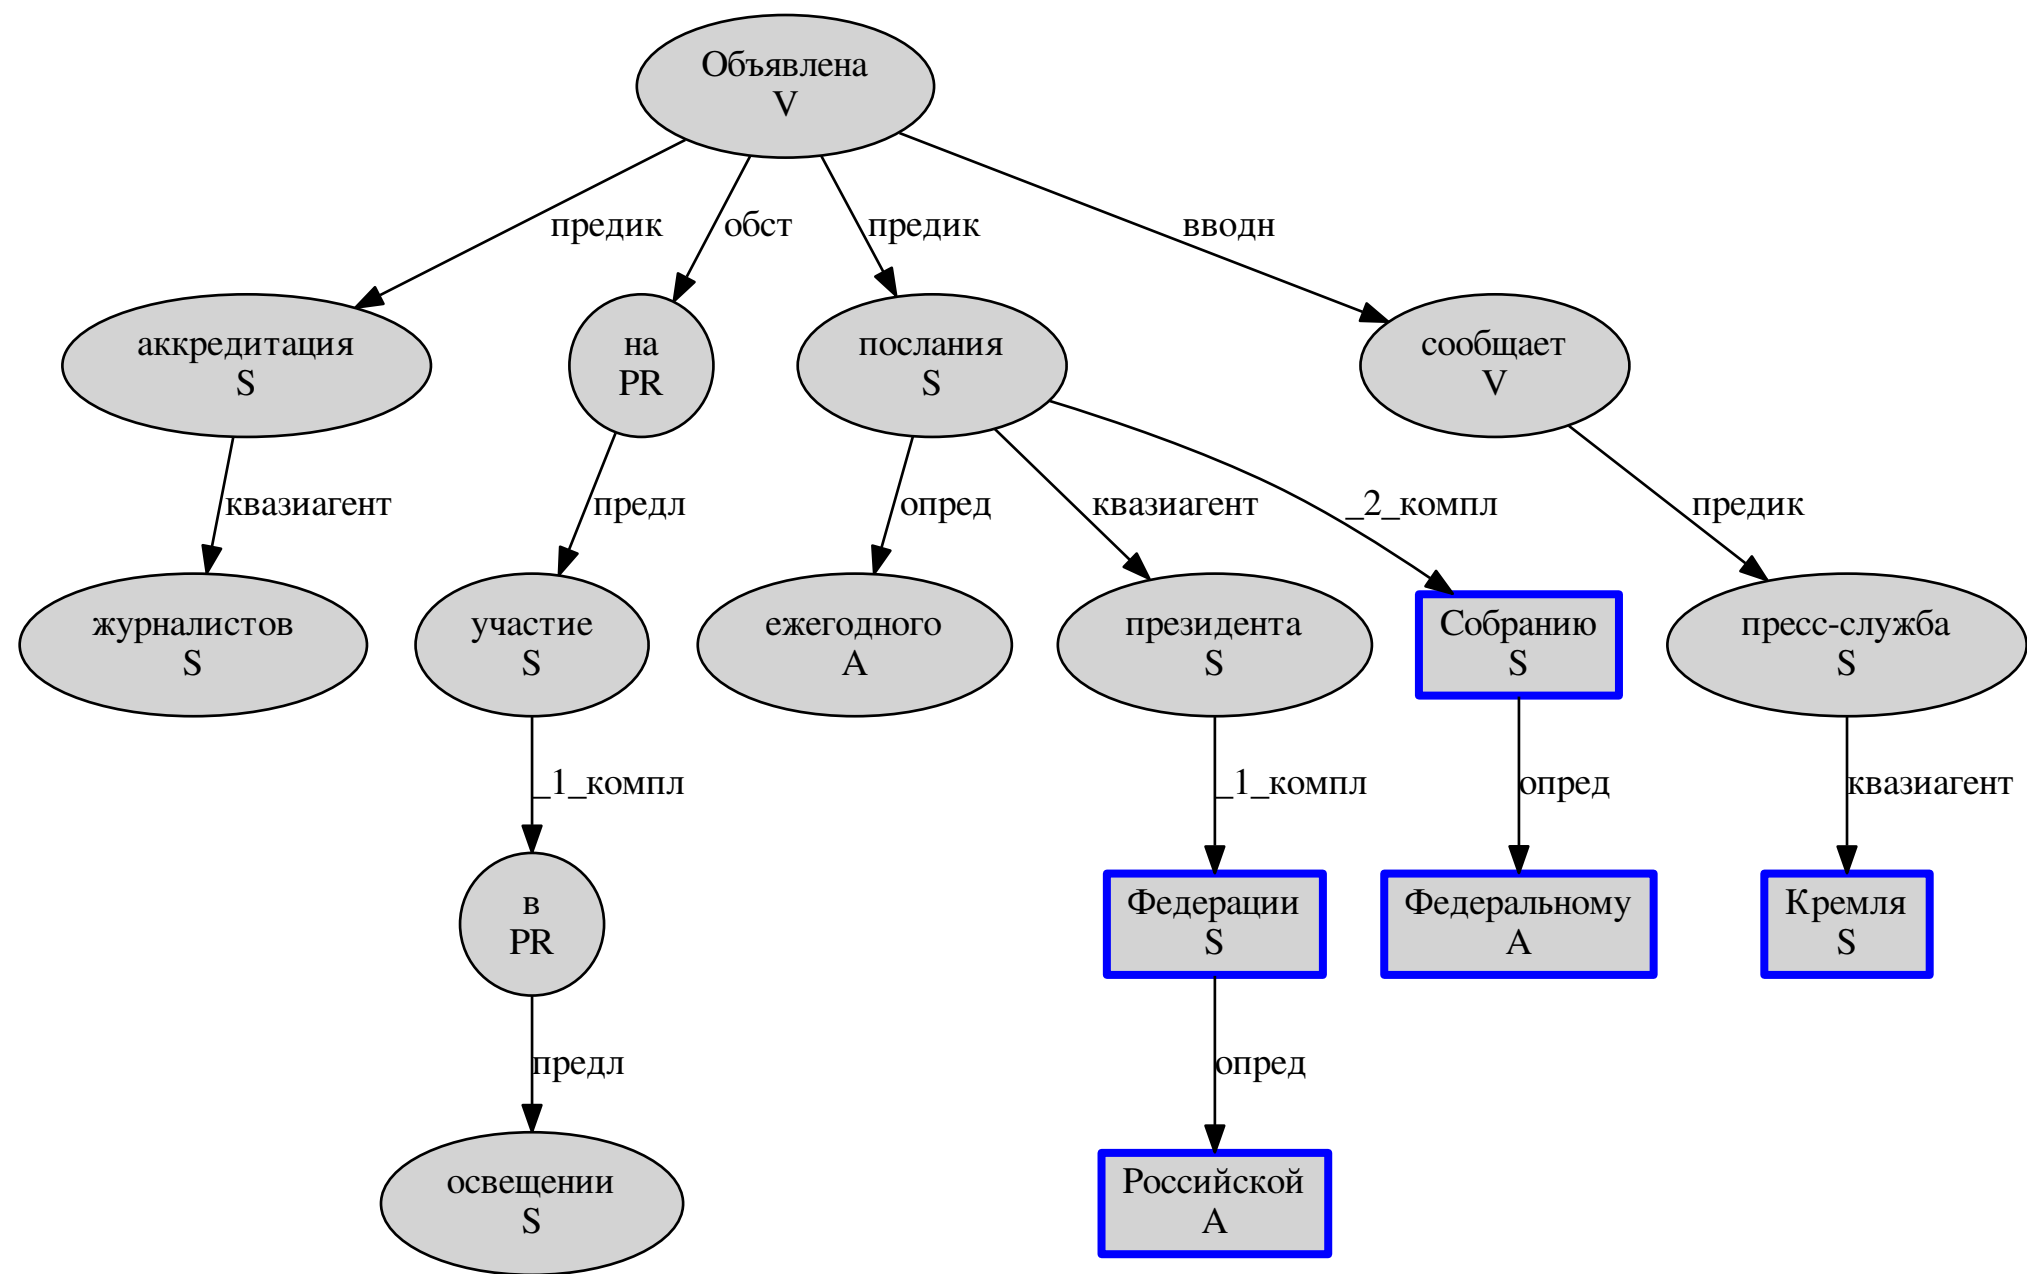 Объявлена
V
предик
обст
предик
вводн
аккредитация
S
на
PR
послания
S
сообщает
V
квазиагент
предл
опред
квазиагент
_2_компл
предик
журналистов
S
участие
S
ежегодного
A
президента
S
Собранию
S
пресс-служба
S
_1_компл
_1_компл
опред
квазиагент
в
PR
Федерации
S
Федеральному
A
Кремля
S
предл
опред
освещении
S
Российской
A